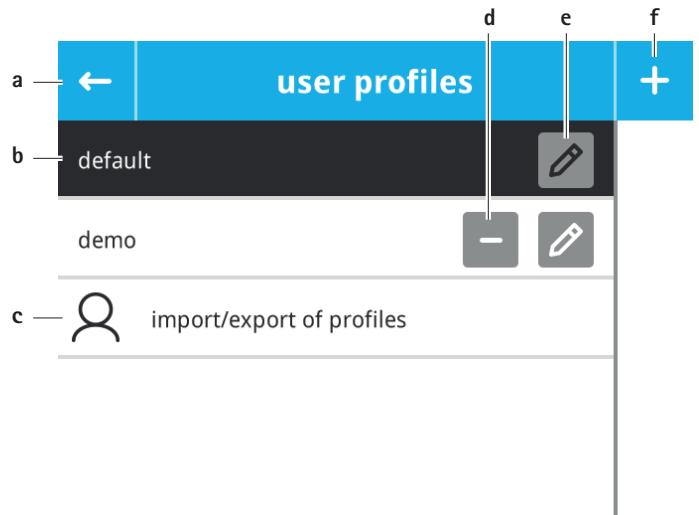 d e f
a user profiles
b default
demo
c import/export of profiles